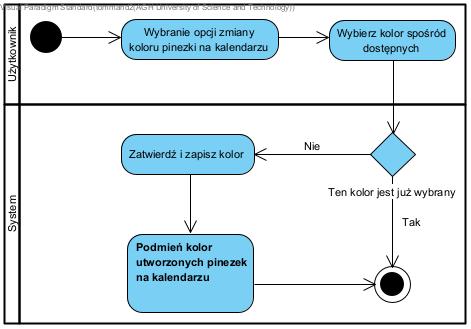 Visual Paradigm Standard(tommandz(AGH University of Science and Technology))
Użytkownik
Wybranie opcji zmiany
koloru pinezki na kalendarzu
Wybierz kolor spośród
dostępnych
System
Zatwierdź i zapisz kolor
Nie
Ten kolor jest już wybrany
Tak
Podmień kolor
utworzonych pinezek
na kalendarzu